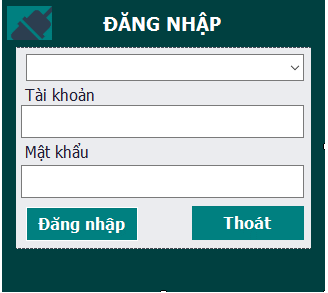 ĐĂNG NHẬP
Tài khoản
Mật khẩu
Đăng nhập
Thoát